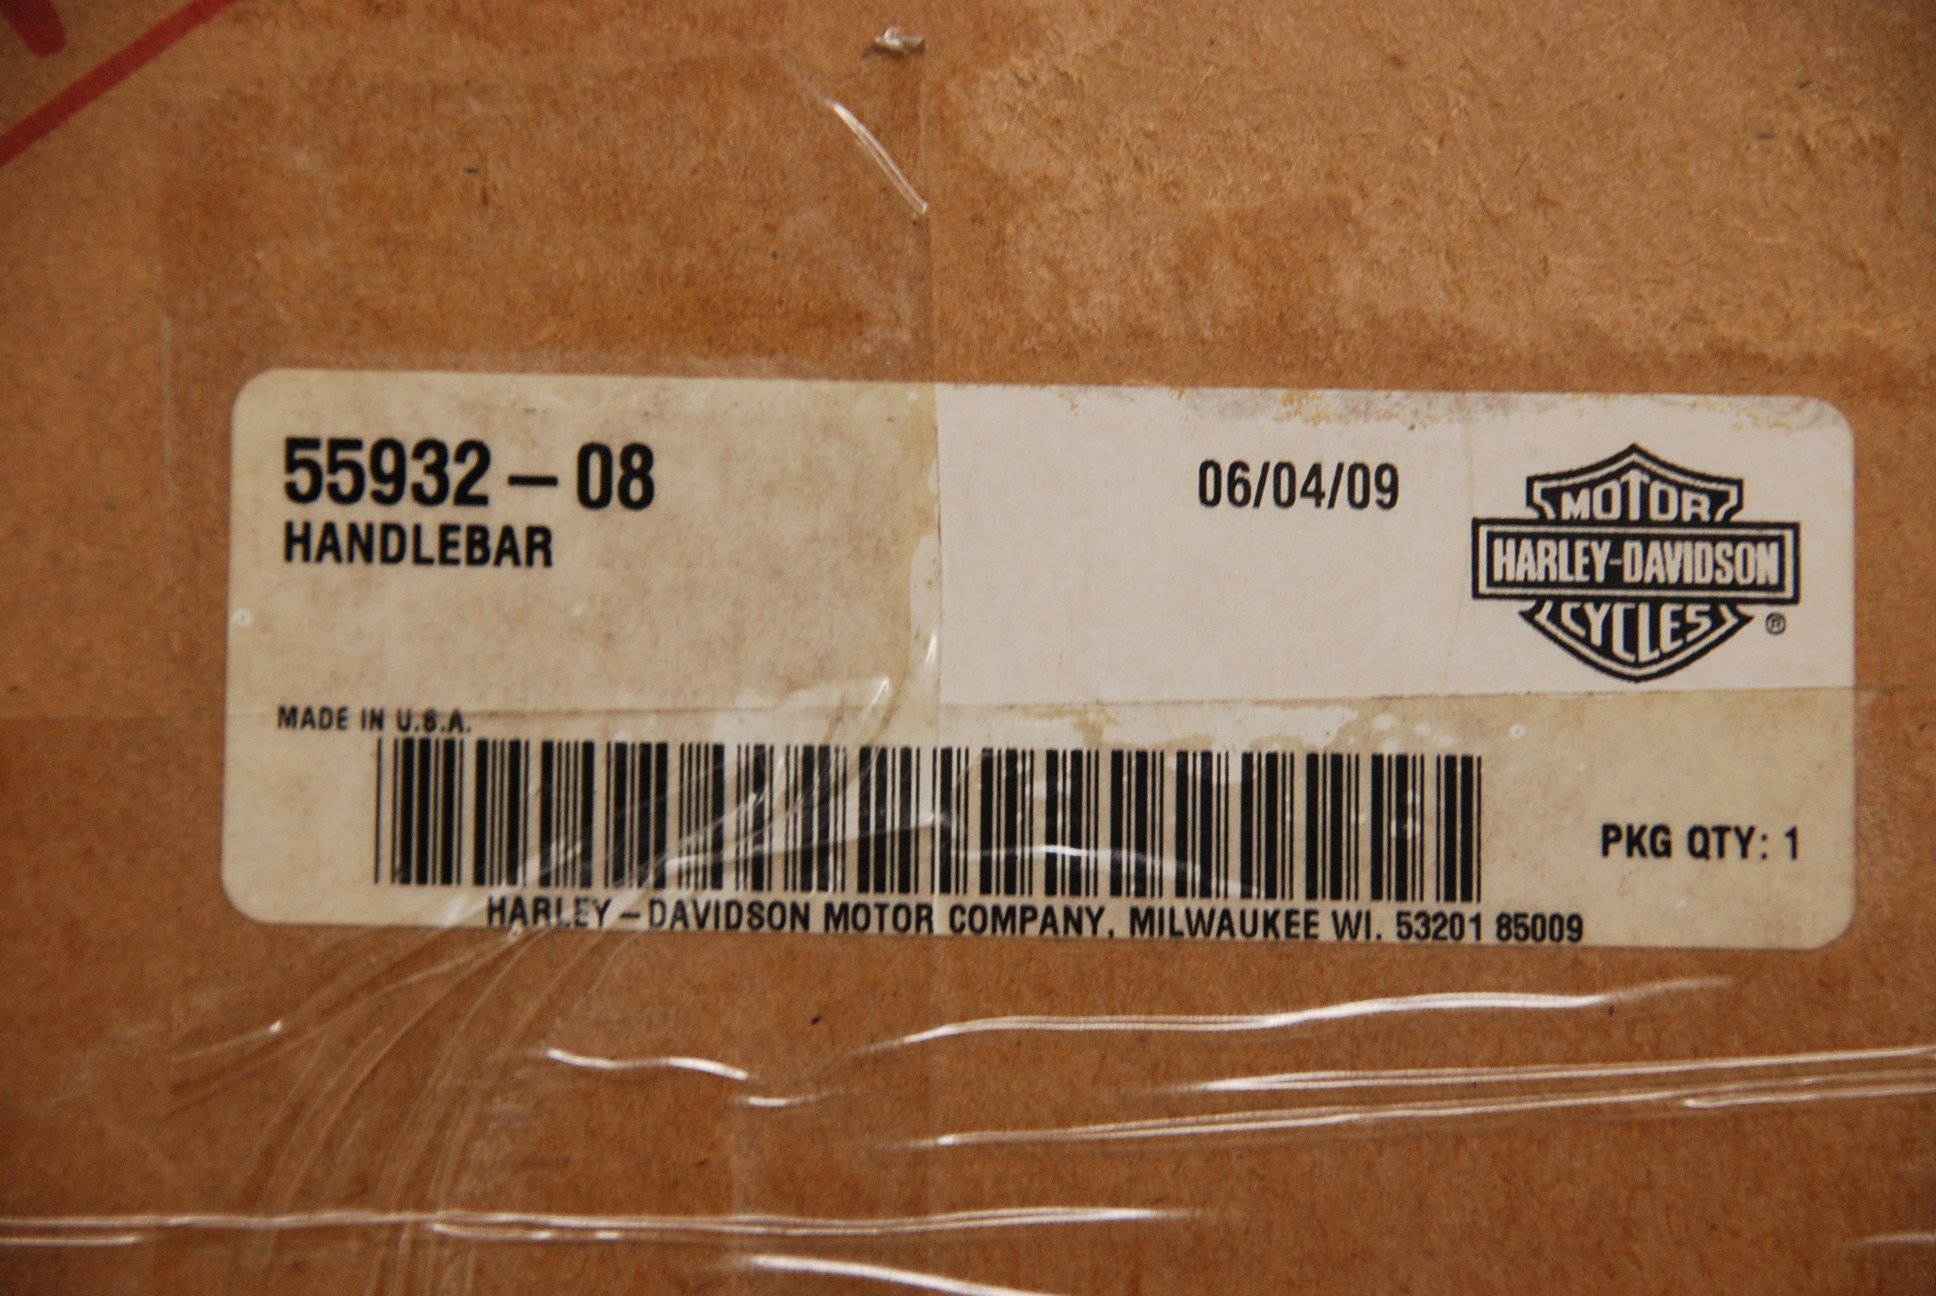 55932-08
HANDLEBAR
06/04/09
MOTOR
HARLEY-DAVIDSON
CYCLES
®
MADE IN U.S.A.
PKG QTY: 1
HARLEY-DAVIDSON MOTOR COMPANY, MILWAUKEE WI. 53201 85009